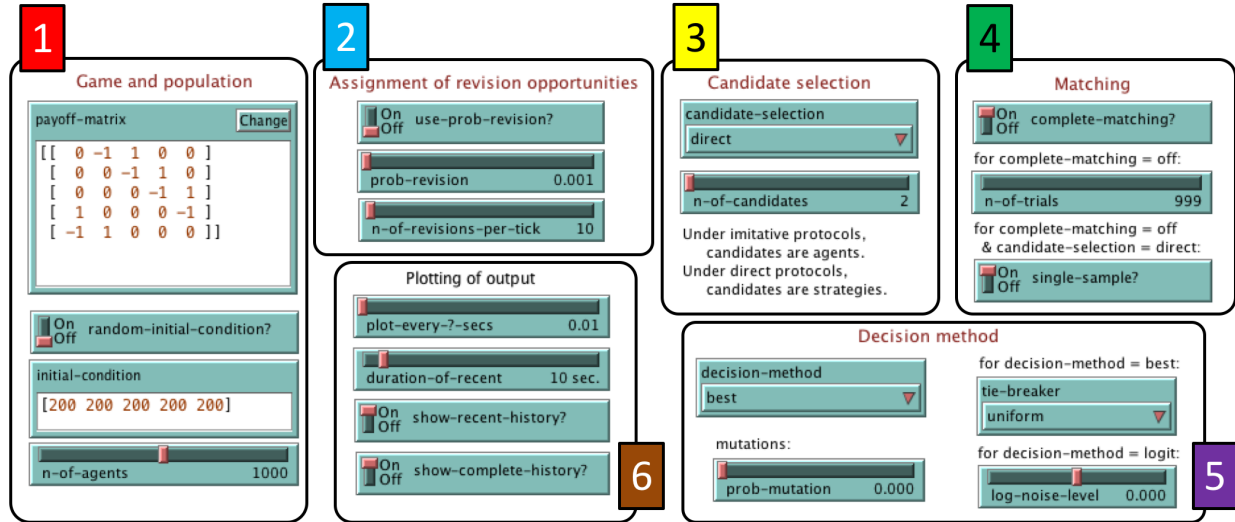 1
Game and population
payoff-matrix
Change
[[ 0 -1 1 0 0 ]
[ 0 0 -1 1 0 ]
[ 0 0 0 -1 1 ]
[ 1 0 0 0 -1 ]
[ -1 1 0 0 0 ]]
On
Off
random-initial-condition?
initial-condition
[200 200 200 200 200]
n-of-agents 1000
2
Assignment of revision opportunities
On
Off
use-prob-revision?
prob-revision 0.001
n-of-revisions-per-tick 10
3
Candidate selection
candidate-selection
direct
n-of-candidates 2
Under imitative protocols,
candidates are agents.
Under direct protocols,
candidates are strategies.
4
Matching
On
Off
complete-matching?
for complete-matching = off:
n-of-trials 999
for complete-matching = off
& candidate-selection = direct:
On
Off
single-sample?
Plotting of output
plot-every-?-secs 0.01
duration-of-recent 10 sec.
On
Off
show-recent-history?
On
Off
show-complete-history?
6
Decision method
decision-method
best
mutations:
prob-mutation 0.000
for decision-method = best:
tie-breaker
uniform
for decision-method = logit:
log-noise-level 0.000
5